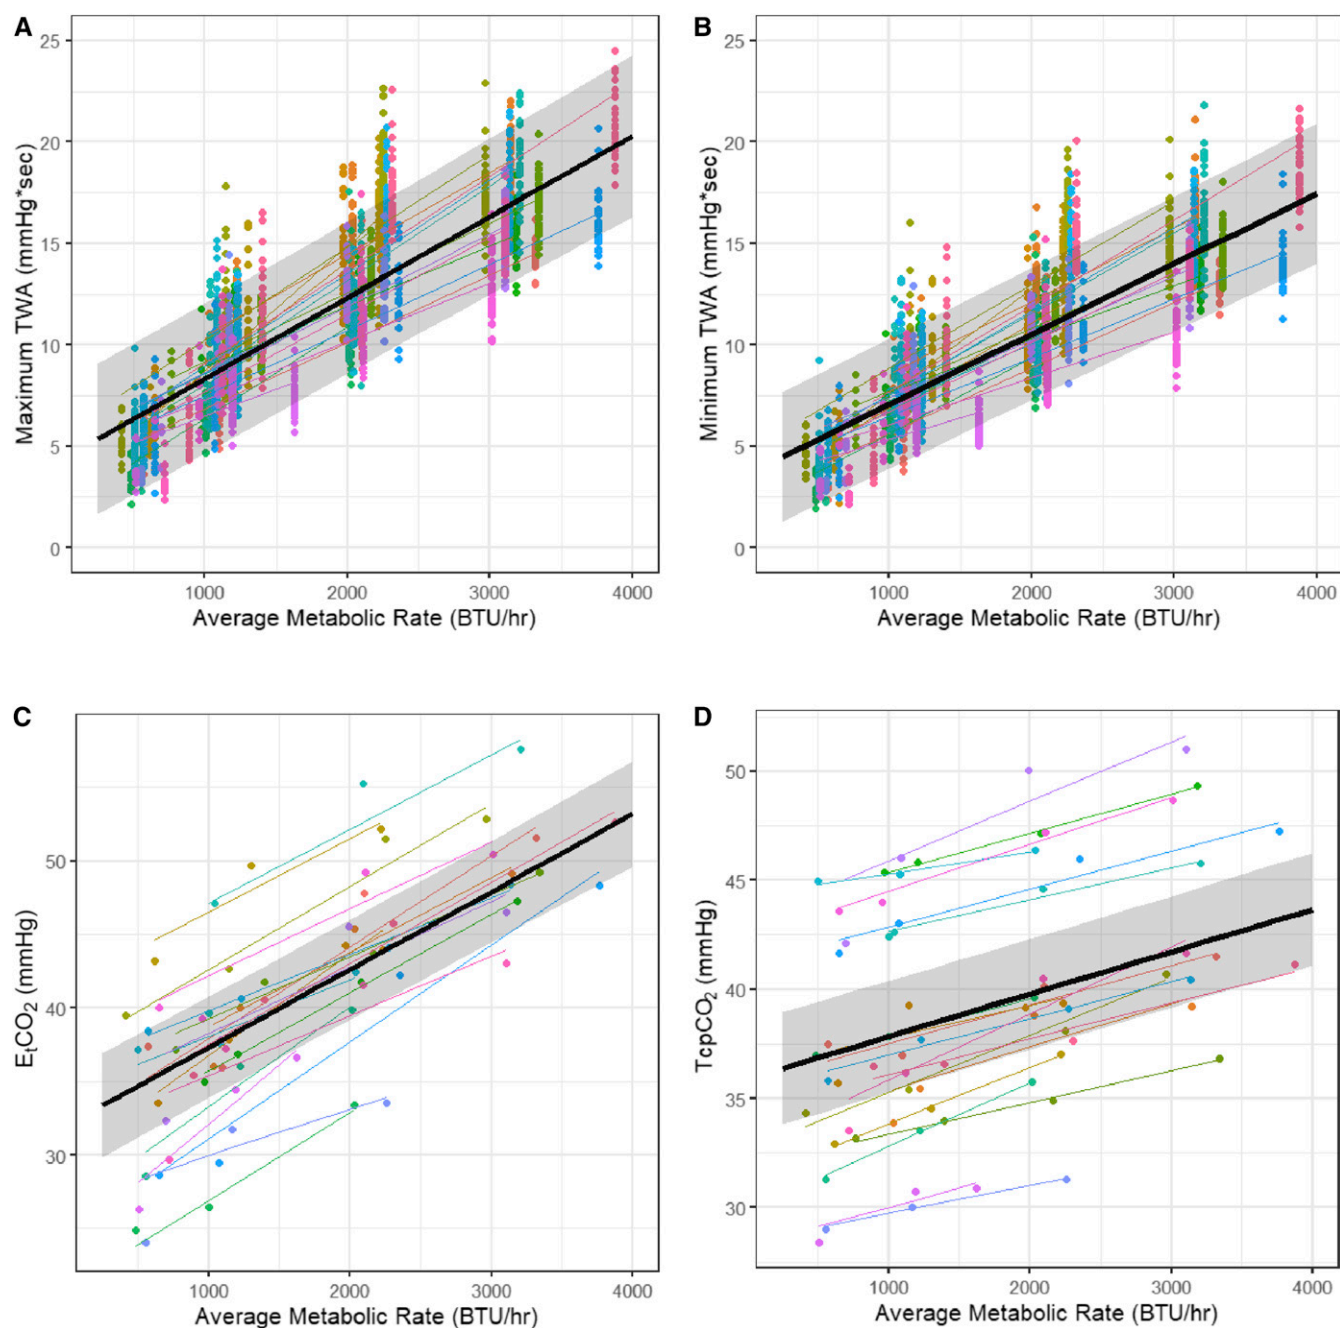 A
25
20
15
10
5
0
Maximum TWA (mmHg*sec)
1000 2000 3000 4000
Average Metabolic Rate (BTU/hr)
B
25
20
15
10
5
0
Minimum TWA (mmHg*sec)
1000 2000 3000 4000
Average Metabolic Rate (BTU/hr)
C
50
40
30
EtCO2 (mmHg)
1000 2000 3000 4000
Average Metabolic Rate (BTU/hr)
D
50
45
40
35
30
TcpCO2 (mmHg)
1000 2000 3000 4000
Average Metabolic Rate (BTU/hr)